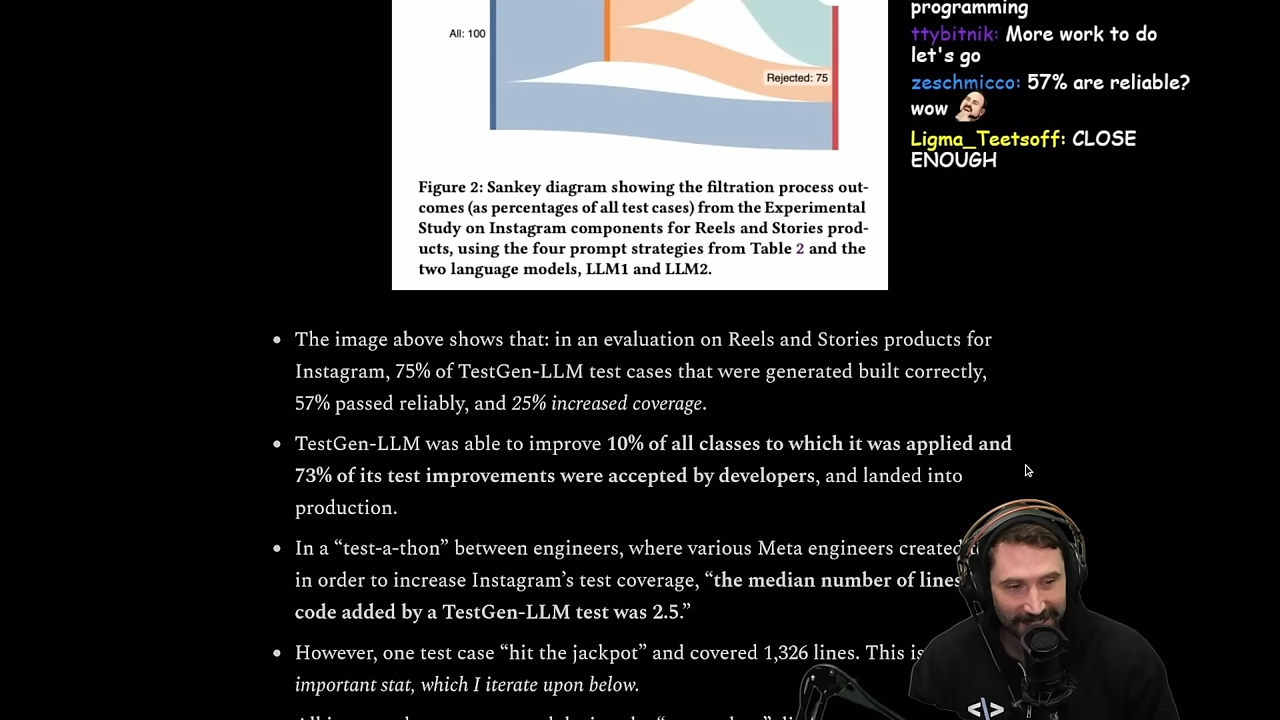 All: 100
Rejected: 75
Figure 2: Sankey diagram showing the filtration process out-
comes (as percentages of all test cases) from the Experimental
Study on Instagram components for Reels and Stories prod-
ucts, using the four prompt strategies from Table 2 and the
two language models, LLM1 and LLM2.
programming
ttybitnik: More work to do
let's go
zeschmicco: 57% are reliable?
wow
Ligma_Teetsoff: CLOSE
ENOUGH
• The image above shows that: in an evaluation on Reels and Stories products for
Instagram, 75% of TestGen-LLM test cases that were generated built correctly,
57% passed reliably, and 25% increased coverage.
• TestGen-LLM was able to improve 10% of all classes to which it was applied and
73% of its test improvements were accepted by developers, and landed into
production.
• In a “test-a-thon” between engineers, where various Meta engineers created
in order to increase Instagram’s test coverage, “the median number of lines
code added by a TestGen-LLM test was 2.5.”
• However, one test case “hit the jackpot” and covered 1,326 lines. This is
important stat, which I iterate upon below.